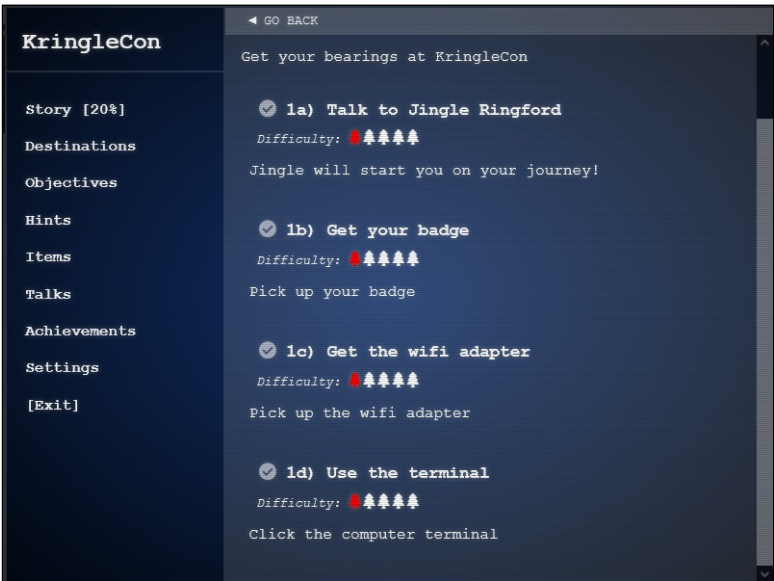 ◄ GO BACK
KringleCon
Get your bearings at KringleCon
Story [20%]
Destinations
Objectives
Hints
Items
Talks
Achievements
Settings
[Exit]
1a) Talk to Jingle Ringford
Difficulty:
Jingle will start you on your journey!
1b) Get your badge
Difficulty:
Pick up your badge
1c) Get the wifi adapter
Difficulty:
Pick up the wifi adapter
1d) Use the terminal
Difficulty:
Click the computer terminal